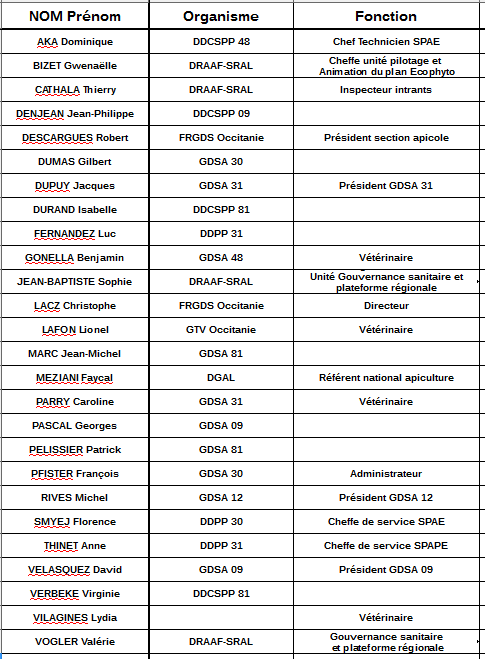 NOM Prénom Organisme Fonction
AKA Dominique DDCSPP 48 Chef Technicien SPAE
BIZET Gwenaëlle DRAAF-SRAL Cheffe unité pilotage et
Animation du plan Ecophyto
CATHALA Thierry DRAAF-SRAL Inspecteur intrants
DENJEAN Jean-Philippe DDCSPP 09
DESCARGUES Robert FRGDS Occitanie Président section apicole
DUMAS Gilbert GDSA 30
DUPUY Jacques GDSA 31 Président GDSA 31
DURAND Isabelle DDCSPP 81
FERNANDEZ Luc DDPP 31
GONELLA Benjamin GDSA 48 Vétérinaire
JEAN-BAPTISTE Sophie DRAAF-SRAL Unité Gouvernance sanitaire et
plateforme régionale
LACZ Christophe FRGDS Occitanie Directeur
LAFON Lionel GTV Occitanie Vétérinaire
MARC Jean-Michel GDSA 81
MEZIANI Faycal DGAL Référent national apiculture
PARRY Caroline GDSA 31 Vétérinaire
PASCAL Georges GDSA 09
PELISSIER Patrick GDSA 81
PFISTER François GDSA 30 Administrateur
RIVES Michel GDSA 12 Président GDSA 12
SMYEJ Florence DDPP 30 Cheffe de service SPAE
THINET Anne DDPP 31 Cheffe de service SPAPE
VELASQUEZ David GDSA 09 Président GDSA 09
VERBEKE Virginie DDCSPP 81
VILAGINES Lydia Vétérinaire
VOGLER Valérie DRAAF-SRAL Gouvernance sanitaire
et plateforme régionale